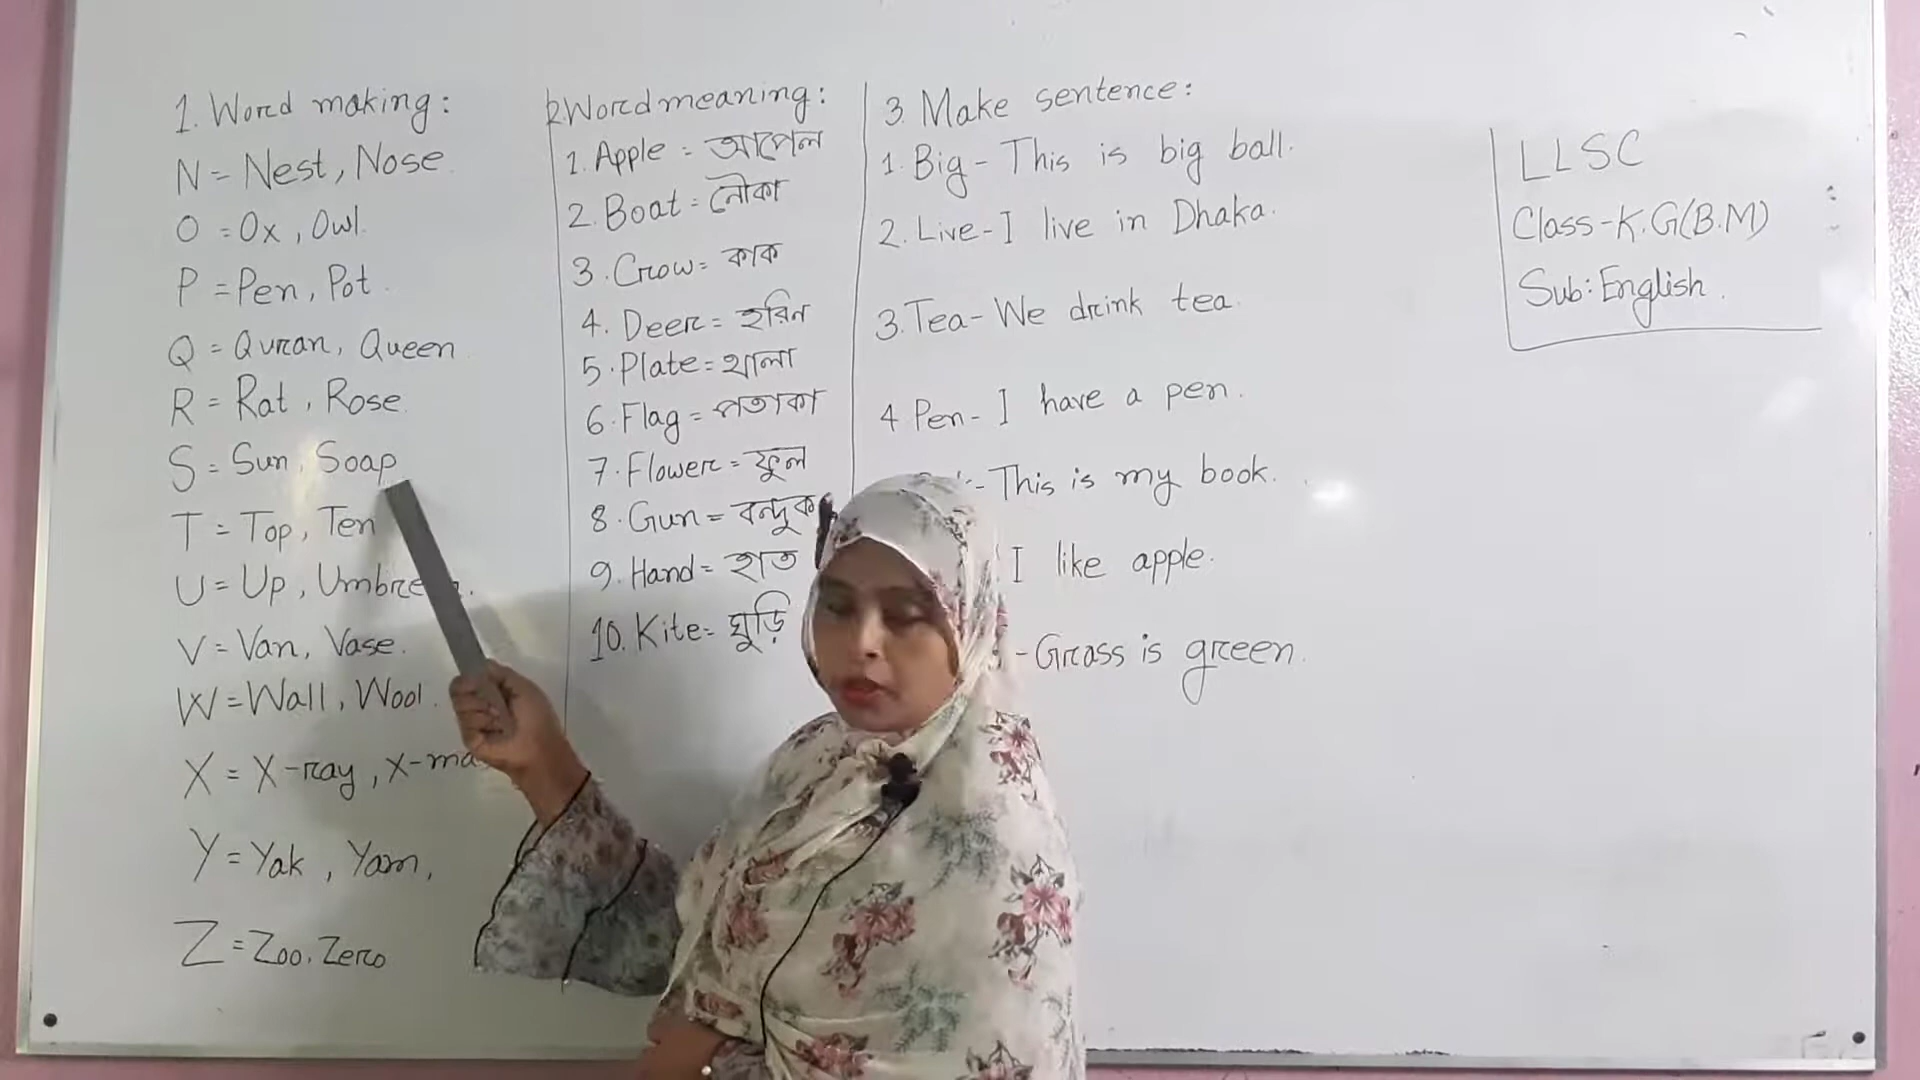 1. Word making:
N = Nest, Nose
O = Ox, Owl.
P = Pen, Pot.
Q = Quran, Queen
R = Rat, Rose.
S = Sun, Soap
T = Top, Ten
U = Up,
V = Van, Vase.
W = Wall, Wool.
X = X-ray,
Y = Yak, Yam,
Z = Zoo. Zero
2. Word meaning:
1. Apple = আপেল
2. Boat = নৌকা
3. Crow = কাক
4. Deer = হরিন
5. Plate = থালা
6. Flag = পতাকা
7. Flower = ফুল
8. Gun = বন্দুক
9. Hand = হাত
10. Kite = ঘুড়ি
3. Make sentence:
1. Big - This is big ball.
2. Live - I live in Dhaka.
3. Tea - We drink tea.
4 Pen - I have a pen.
- This is my book.
I like apple.
- Grass is green.
LLSC
Class - K.G(B.M)
Sub: English.